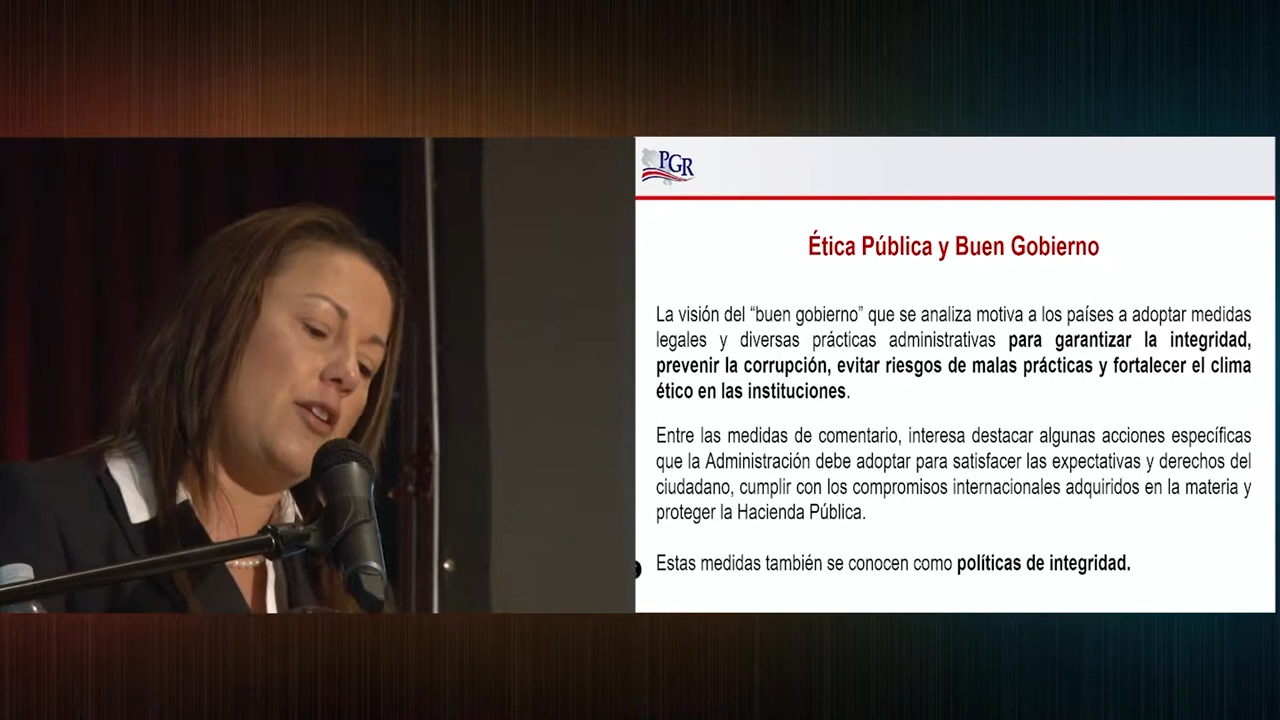 PGR
Ética Pública y Buen Gobierno
La visión del “buen gobierno” que se analiza motiva a los países a adoptar medidas
legales y diversas prácticas administrativas para garantizar la integridad,
prevenir la corrupción, evitar riesgos de malas prácticas y fortalecer el clima
ético en las instituciones.
Entre las medidas de comentario, interesa destacar algunas acciones específicas
que la Administración debe adoptar para satisfacer las expectativas y derechos del
ciudadano, cumplir con los compromisos internacionales adquiridos en la materia y
proteger la Hacienda Pública.
Estas medidas también se conocen como políticas de integridad.